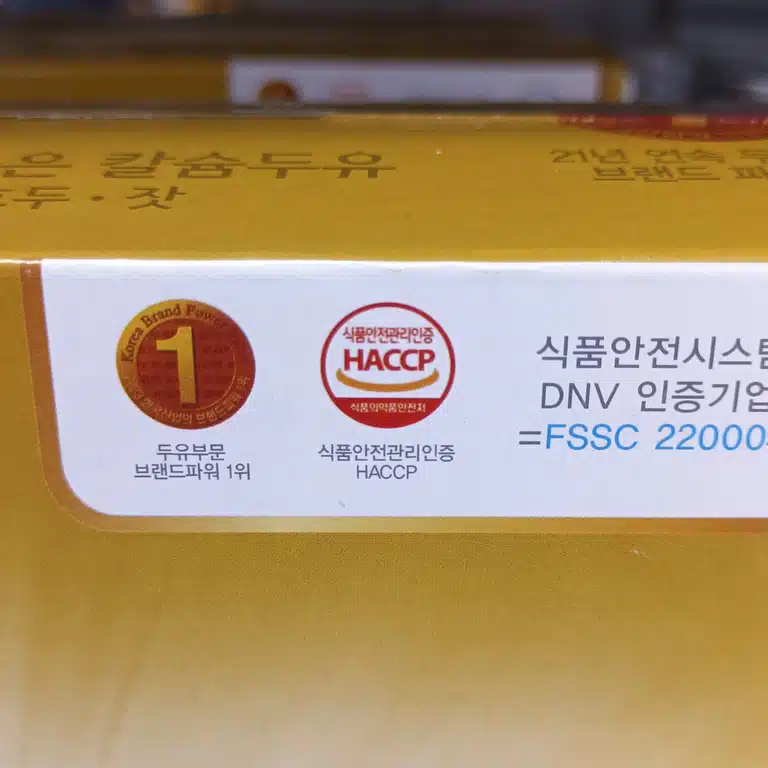 은 칼슘두유
호두·잣
21년 연속 두
브랜드 파
Korea Brand Power
1
두유부문
브랜드파워 1위
식품안전관리인증
HACCP
식품의약품안전처
식품안전관리인증
HACCP
식품안전시스템
DNV 인증기업
=FSSC 22000